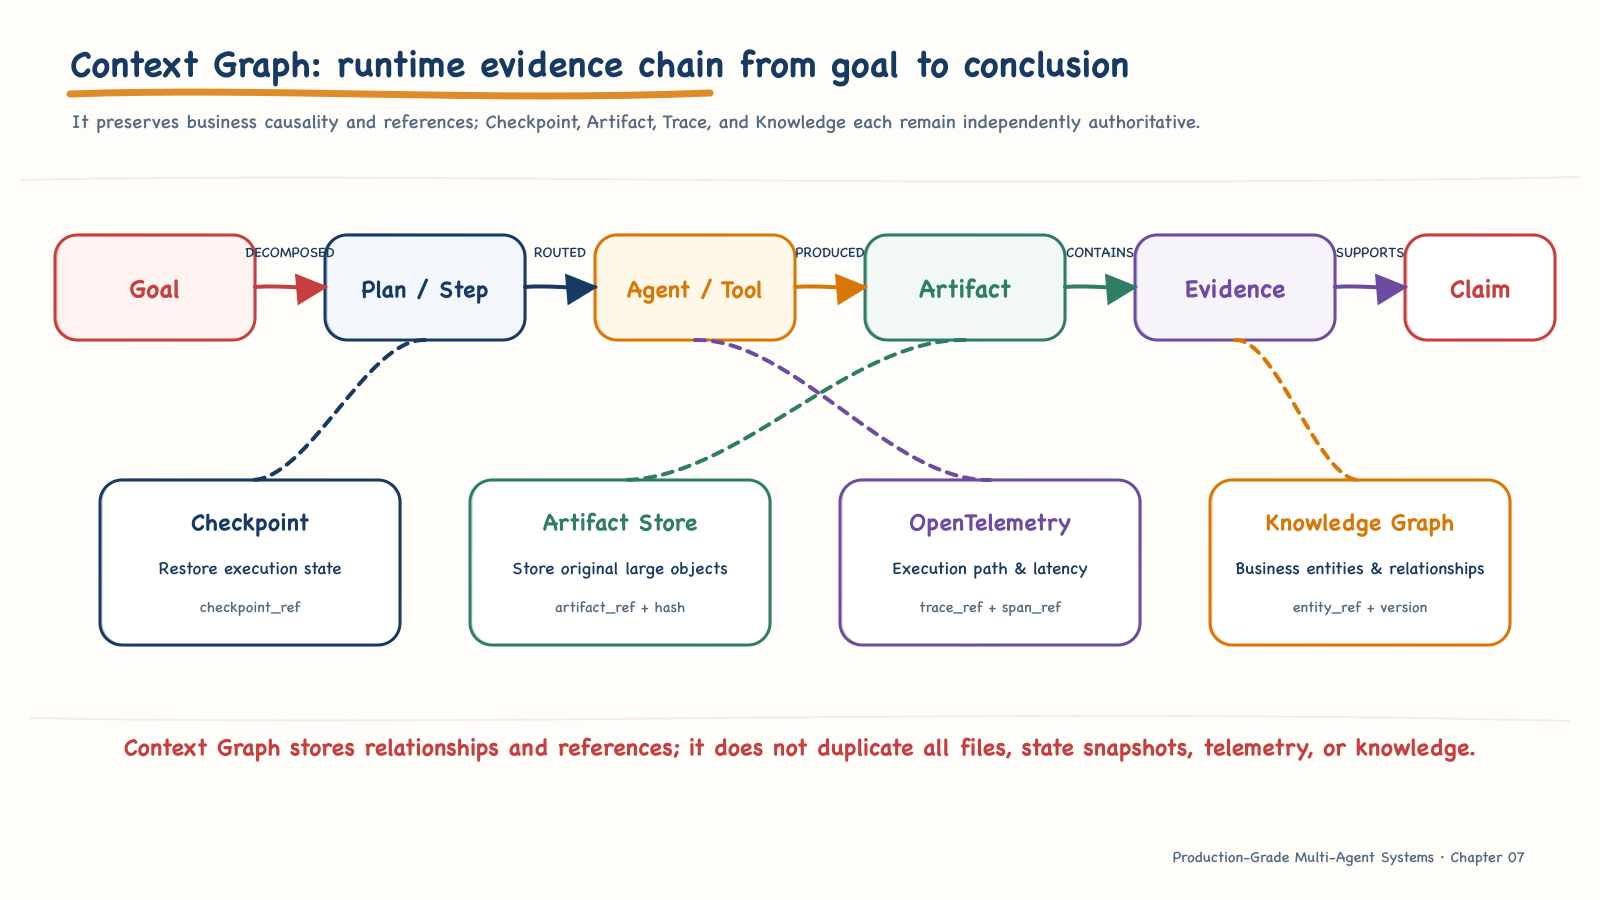 Context Graph: runtime evidence chain from goal to conclusion
It preserves business causality and references; Checkpoint, Artifact, Trace, and Knowledge each remain independently authoritative.
DECOMPOSED
ROUTED
PRODUCED
CONTAINS
SUPPORTS
Goal
Plan / Step
Agent / Tool
Artifact
Evidence
Claim
Checkpoint
Restore execution state
checkpoint_ref
Artifact Store
Store original large objects
artifact_ref + hash
OpenTelemetry
Execution path & latency
trace_ref + span_ref
Knowledge Graph
Business entities & relationships
entity_ref + version
Context Graph stores relationships and references; it does not duplicate all files, state snapshots, telemetry, or knowledge.
Production-Grade Multi-Agent Systems · Chapter 07